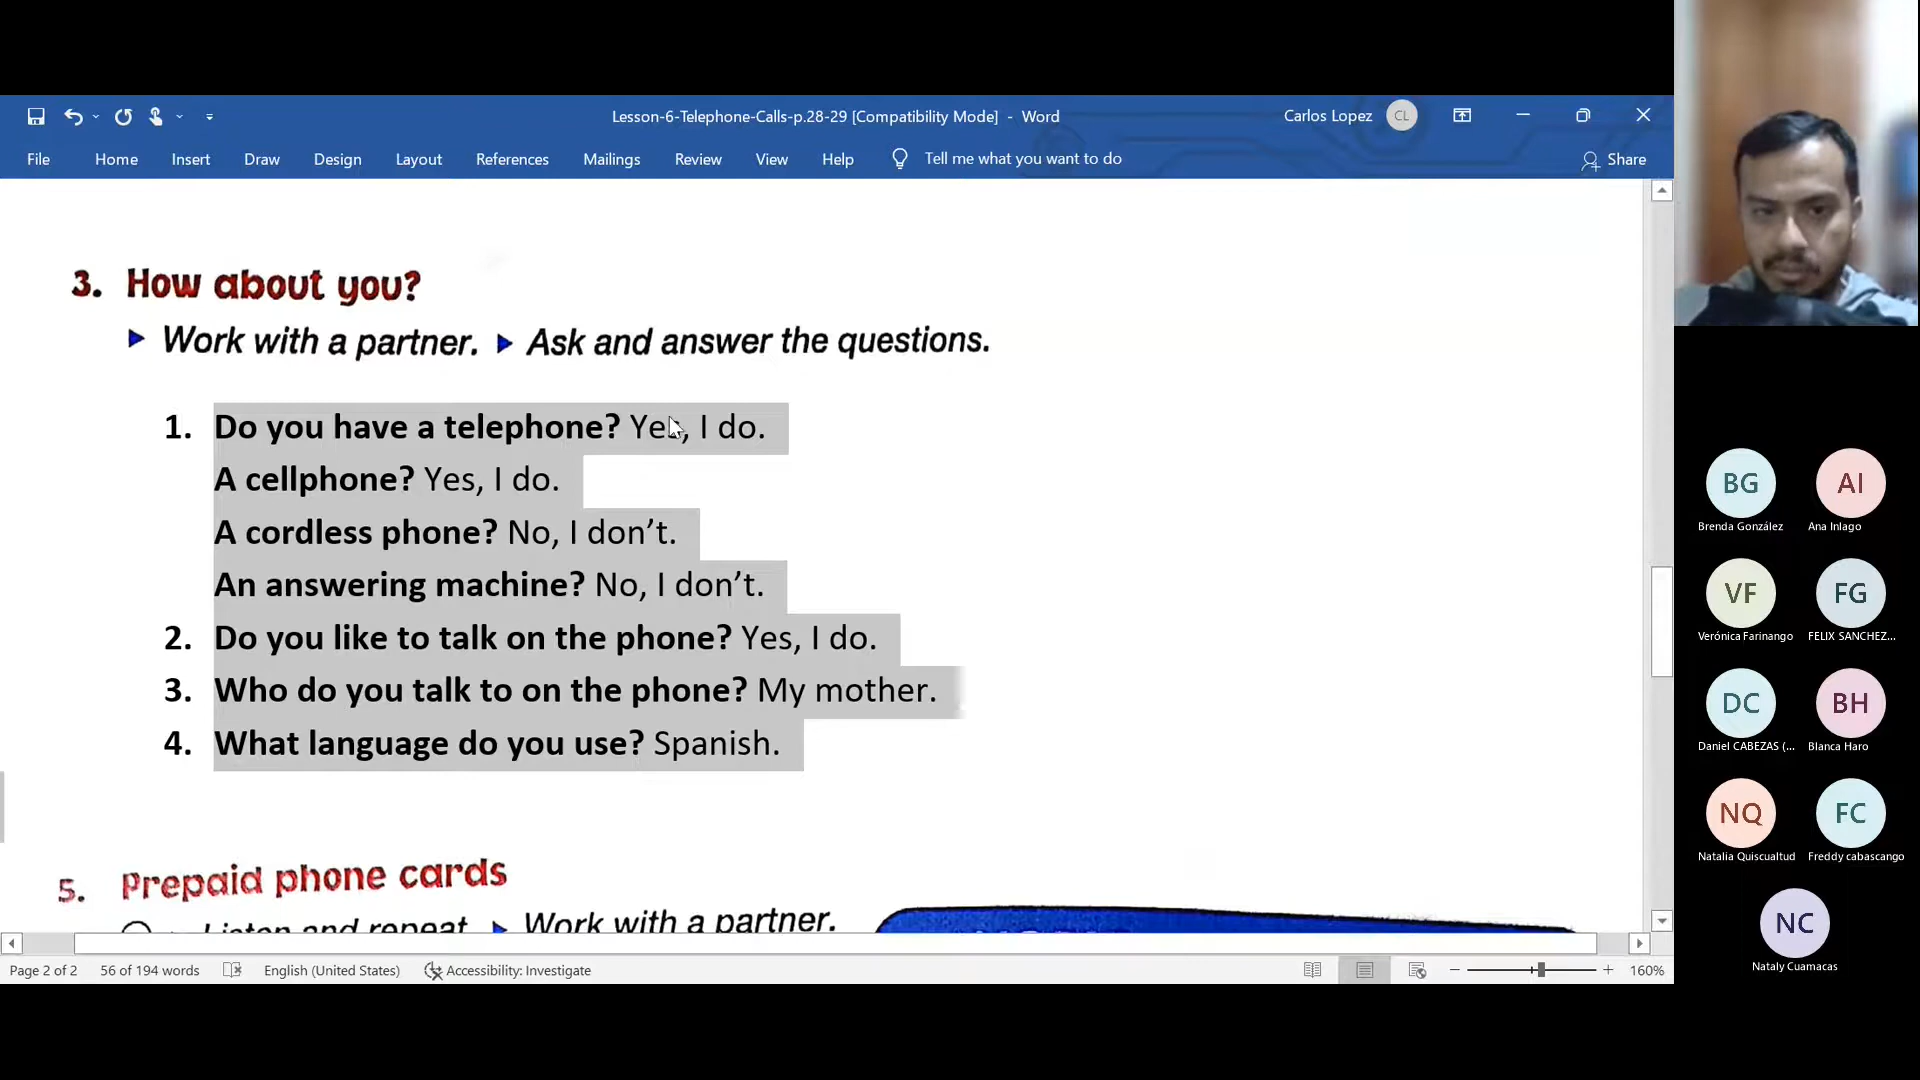 Lesson-6-Telephone-Calls-p.28-29 [Compatibility Mode] - Word
Carlos Lopez CL
File Home Insert Draw Design Layout References Mailings Review View Help Tell me what you want to do Share
3. How about you?
Work with a partner. Ask and answer the questions.
1. Do you have a telephone? Yes, I do.
A cellphone? Yes, I do.
A cordless phone? No, I don’t.
An answering machine? No, I don’t.
2. Do you like to talk on the phone? Yes, I do.
3. Who do you talk to on the phone? My mother.
4. What language do you use? Spanish.
5. Prepaid phone cards
Listen and repeat. Work with a partner.
Page 2 of 2 56 of 194 words English (United States) Accessibility: Investigate 160%
BG AI
Brenda González Ana Inlago
VF FG
Verónica Farinango FELIX SANCHEZ...
DC BH
Daniel CABEZAS (... Blanca Haro
NQ FC
Natalia Quiscualtud Freddy cabascango
NC
Nataly Cuamacas